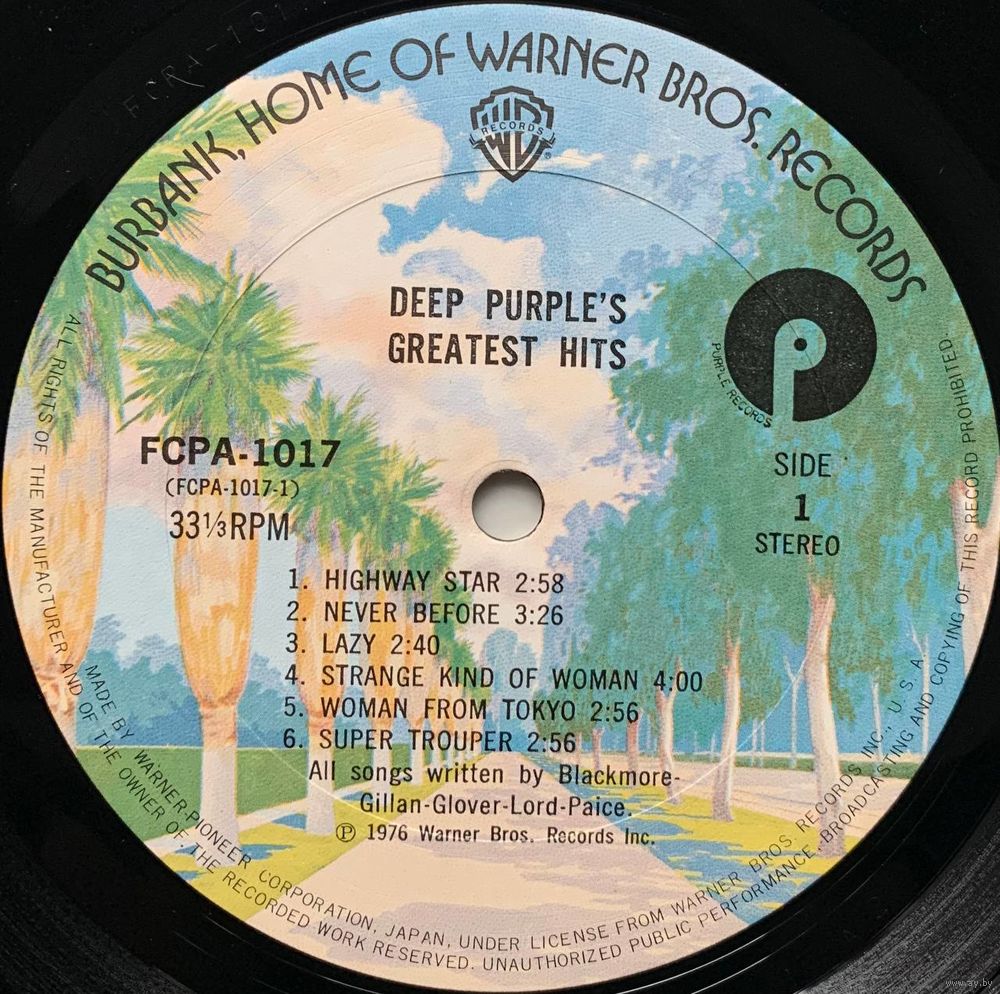 FCPA-101
BURBANK, HOME OF WARNER BROS. RECORDS
W B
RECORDS
®
DEEP PURPLE'S
GREATEST HITS
P
PURPLE RECORDS
FCPA-1017
(FCPA-1017-1)
33⅓RPM
SIDE
1
STEREO
1. HIGHWAY STAR 2:58
2. NEVER BEFORE 3:26
3. LAZY 2:40
4. STRANGE KIND OF WOMAN 4:00
5. WOMAN FROM TOKYO 2:56
6. SUPER TROUPER 2:56
All songs written by Blackmore-
Gillan-Glover-Lord-Paice.
℗ 1976 Warner Bros. Records Inc.
MADE BY WARNER-PIONEER CORPORATION, JAPAN, UNDER LICENSE FROM WARNER BROS. RECORDS INC., U. S. A
ALL RIGHTS OF THE MANUFACTURER AND OF THE OWNER OF THE RECORDED WORK RESERVED. UNAUTHORIZED PUBLIC PERFORMANCE BROADCASTING AND COPYING OF THIS RECORD PROHIBITED.
www.ay.by